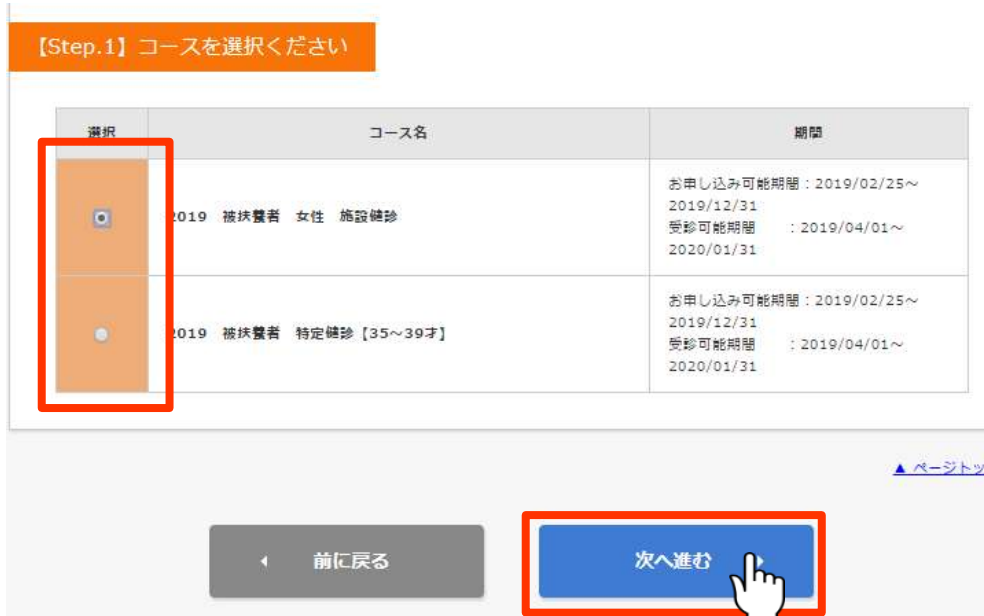 【Step.1】コースを選択ください
選択 コース名 期間
2019 被扶養者 女性 施設健診
お申し込み可能期間：2019/02/25～
2019/12/31
受診可能期間 ：2019/04/01～
2020/01/31
2019 被扶養者 特定健診【35～39才】
お申し込み可能期間：2019/02/25～
2019/12/31
受診可能期間 ：2019/04/01～
2020/01/31
▲ ページトッ
前に戻る
次へ進む